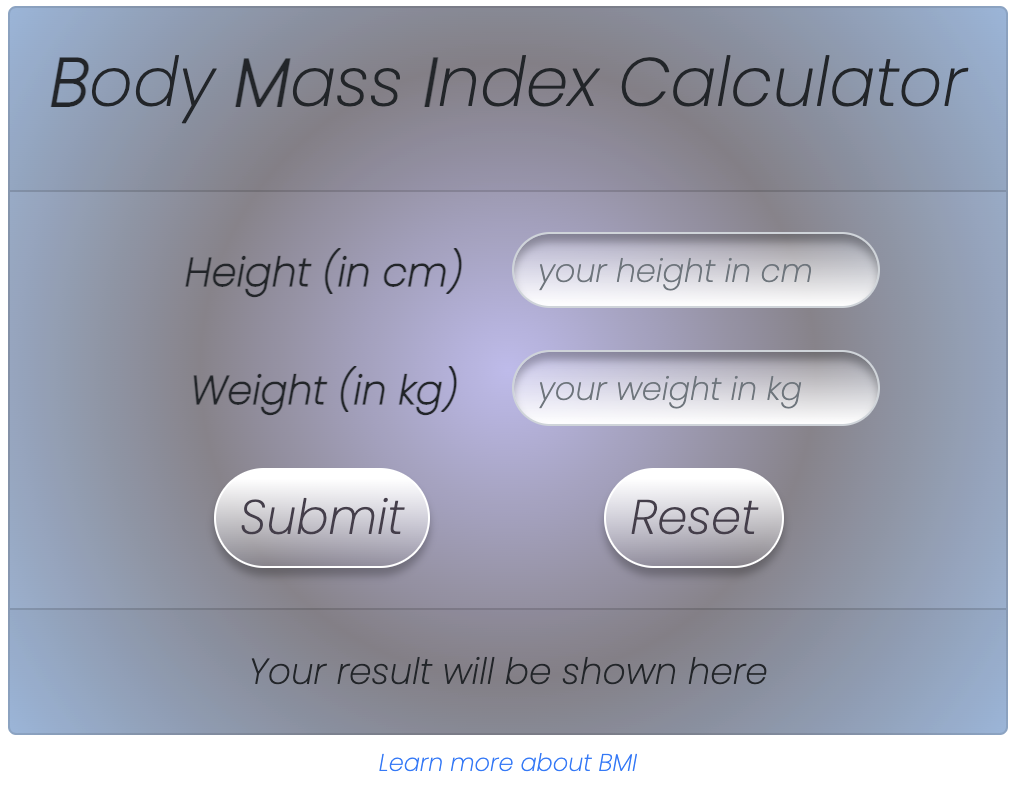 Body Mass Index Calculator
Height (in cm) your height in cm
Weight (in kg) your weight in kg
Submit Reset
Your result will be shown here
Learn more about BMI